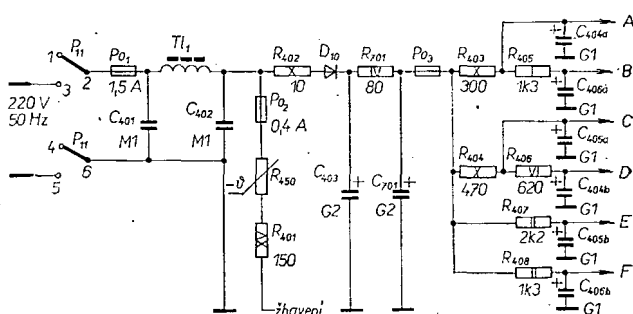 A
C404a
G1
1
P11
2
3
220 V
50 Hz
4
P11
6
5
Po1
1,5 A
Tl1
C401
M1
C402
M1
R402
10
D10
R701
80
Po3
R403
300
R405
1k3
B
C406a
G1
Po2
0,4 A
-ϑ
R450
R401
150
žhavení
C403
G2
C701
G2
C
C405a
G1
R404
470
R406
620
D
C404b
G1
R407
2k2
E
C405b
G1
R408
1k3
F
C406b
G1